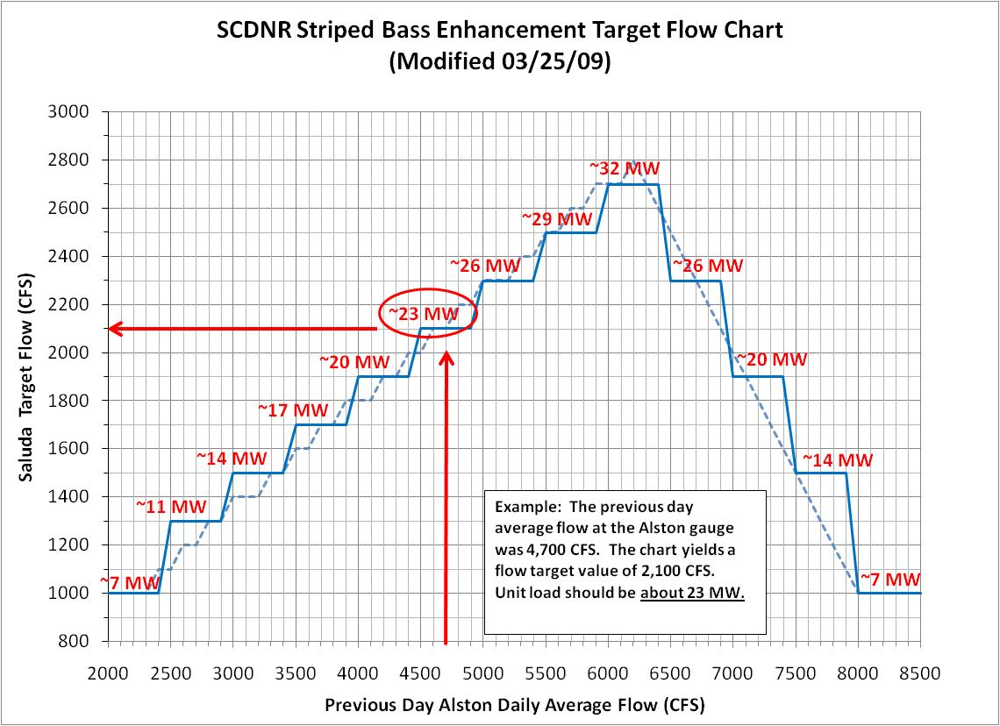 SCDNR Striped Bass Enhancement Target Flow Chart
(Modified 03/25/09)
3000
2800
2600
2400
2200
2000
1800
1600
1400
1200
1000
800
Saluda Target Flow (CFS)
~7 MW
~11 MW
~14 MW
~17 MW
~20 MW
~23 MW
~26 MW
~29 MW
~32 MW
~26 MW
~20 MW
~14 MW
~7 MW
Example: The previous day
average flow at the Alston gauge
was 4,700 CFS. The chart yields a
flow target value of 2,100 CFS.
Unit load should be about 23 MW.
2000 2500 3000 3500 4000 4500 5000 5500 6000 6500 7000 7500 8000 8500
Previous Day Alston Daily Average Flow (CFS)